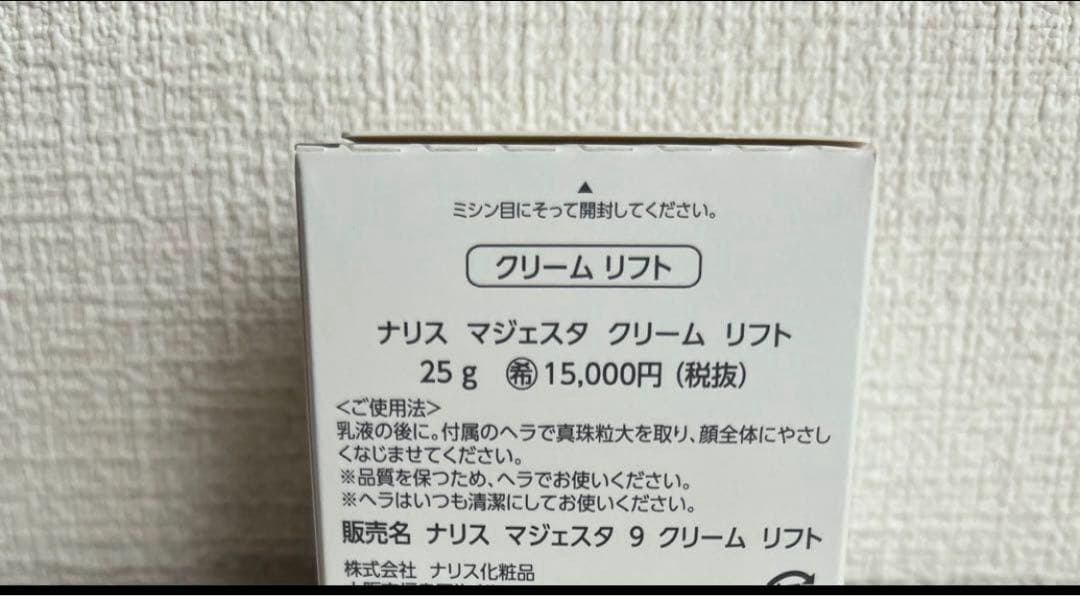 ▲
ミシン目にそって開封してください。
クリーム リフト
ナリス マジェスタ クリーム リフト
25 g ㊙希 15,000円 (税抜)
<ご使用法>
乳液の後に。付属のヘラで真珠粒大を取り、顔全体にやさし
くなじませてください。
※品質を保つため、ヘラでお使いください。
※ヘラはいつも清潔にしてお使いください。
販売名 ナリス マジェスタ 9 クリーム リフト
株式会社 ナリス化粧品